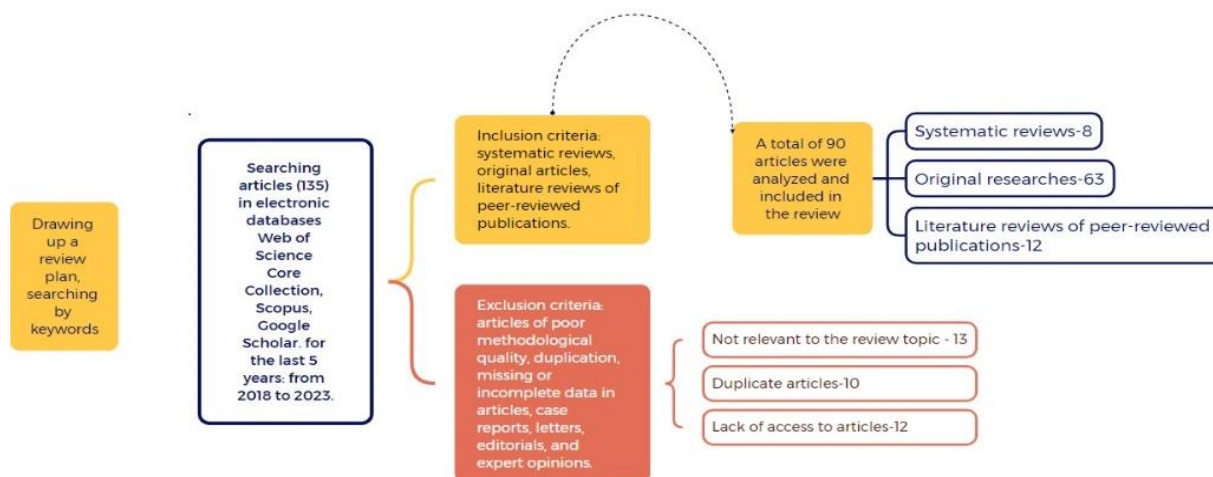 Drawing
up a
review
plan,
searching
by
keywords
Searching
articles (135)
in electronic
databases
Web of
Science
Core
Collection,
Scopus,
Google
Scholar. for
the last 5
years: from
2018 to 2023.
Inclusion criteria:
systematic reviews,
original articles,
literature reviews of
peer-reviewed
publications.
A total of 90
articles were
analyzed and
included in
the review
Systematic reviews-8
Original researches-63
Literature reviews of peer-reviewed
publications-12
Exclusion criteria:
articles of poor
methodological
quality, duplication,
missing or
incomplete data in
articles, case
reports, letters,
editorials, and
expert opinions.
Not relevant to the review topic - 13
Duplicate articles-10
Lack of access to articles-12